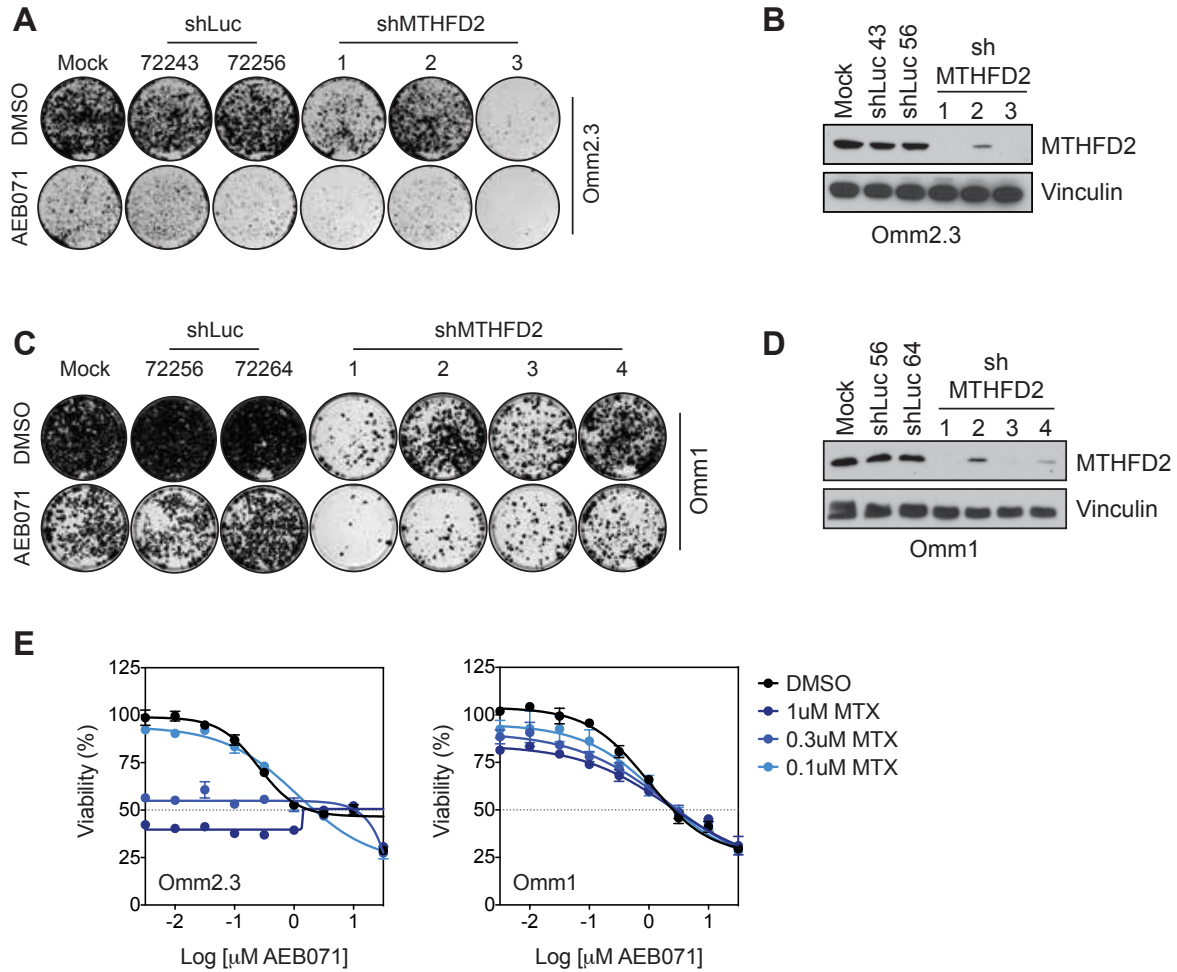 A
shLuc
shMTHFD2
Mock
72243
72256
1
2
3
DMSO
AEB071
Omm2.3
B
Mock
shLuc 43
shLuc 56
sh
MTHFD2
1
2
3
MTHFD2
Vinculin
Omm2.3
C
shLuc
shMTHFD2
Mock
72256
72264
1
2
3
4
DMSO
AEB071
Omm1
D
Mock
shLuc 56
shLuc 64
sh
MTHFD2
1
2
3
4
MTHFD2
Vinculin
Omm1
E
125
100
75
50
25
0
Viability (%)
Omm2.3
-2
-1
0
1
Log [µM AEB071]
125
100
75
50
25
0
Viability (%)
Omm1
-2
-1
0
1
Log [µM AEB071]
DMSO
1uM MTX
0.3uM MTX
0.1uM MTX